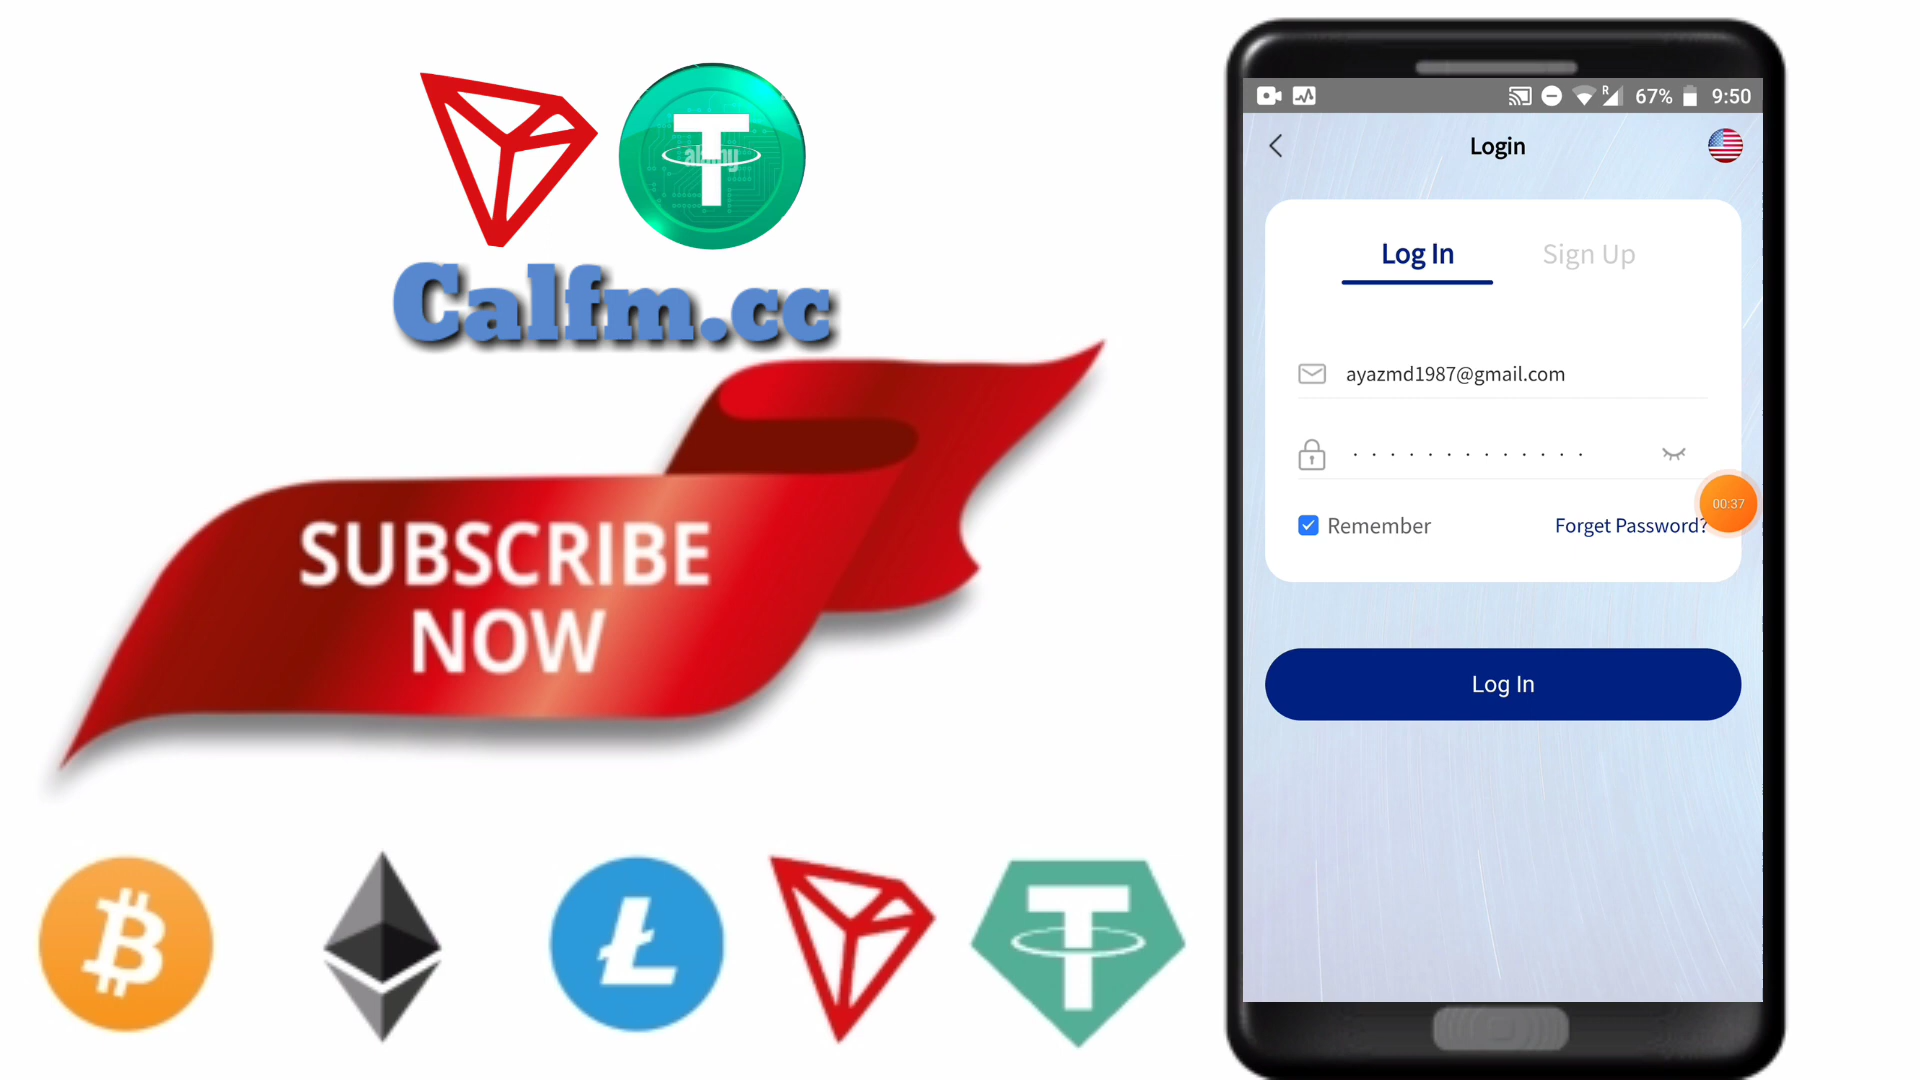 Calfm.cc
SUBSCRIBE
NOW
R
67%
9:50
Login
Log In
Sign Up
ayazmd1987@gmail.com
00:37
Remember
Forget Password?
Log In
alamy